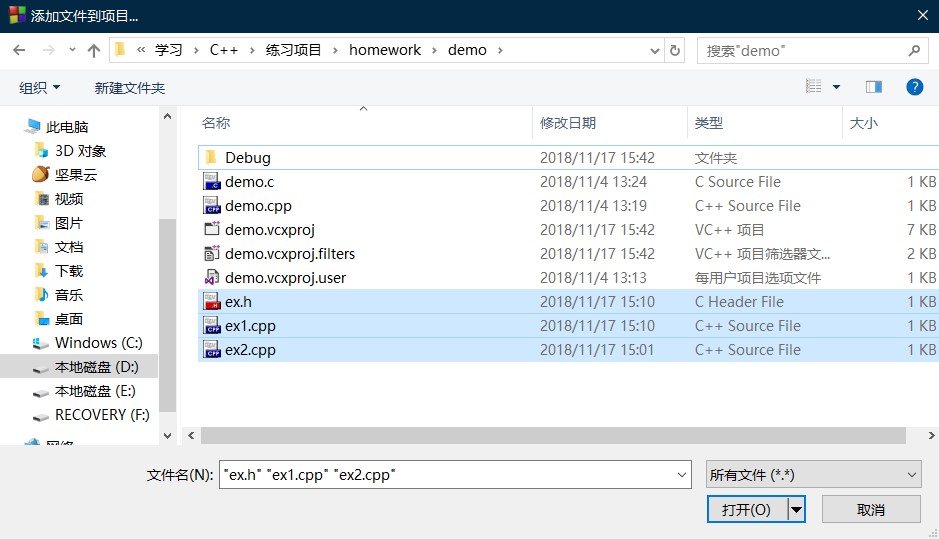 添加文件到项目...
« 学习 › C++ › 练习项目 › homework › demo ›
搜索"demo"
组织 新建文件夹
名称 修改日期 类型 大小
此电脑
3D 对象
坚果云
视频
图片
文档
下载
音乐
桌面
Windows (C:)
本地磁盘 (D:)
本地磁盘 (E:)
RECOVERY (F:)
网络
Debug 2018/11/17 15:42 文件夹
demo.c 2018/11/4 13:24 C Source File 1 KB
demo.cpp 2018/11/4 13:19 C++ Source File 1 KB
demo.vcxproj 2018/11/17 15:42 VC++ 项目 7 KB
demo.vcxproj.filters 2018/11/17 15:42 VC++ 项目筛选器文... 2 KB
demo.vcxproj.user 2018/11/4 13:13 每用户项目选项文件 1 KB
ex.h 2018/11/17 15:10 C Header File 1 KB
ex1.cpp 2018/11/17 15:10 C++ Source File 1 KB
ex2.cpp 2018/11/17 15:01 C++ Source File 1 KB
文件名(N): "ex.h" "ex1.cpp" "ex2.cpp" 所有文件 (*.*)
打开(O) 取消